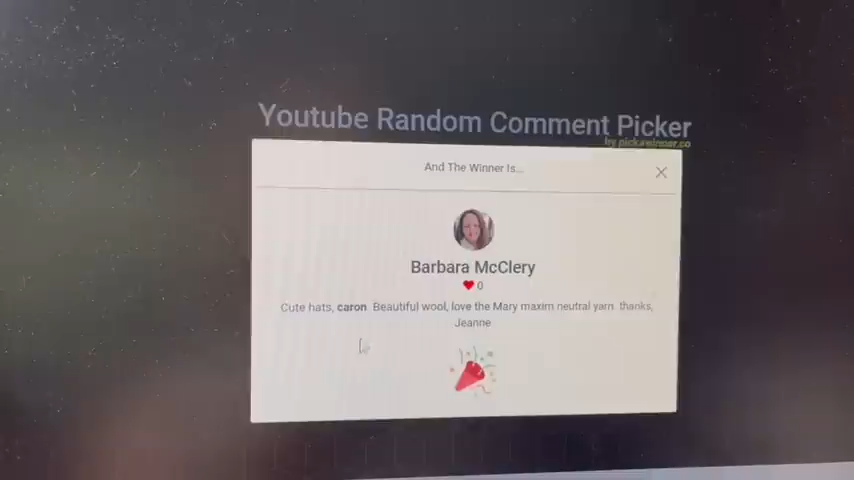 Youtube Random Comment Picker
by pickawinner.co
And The Winner Is...
Barbara McClery
0
Cute hats, caron. Beautiful wool, love the Mary maxim neutral yarn. thanks,
Jeanne